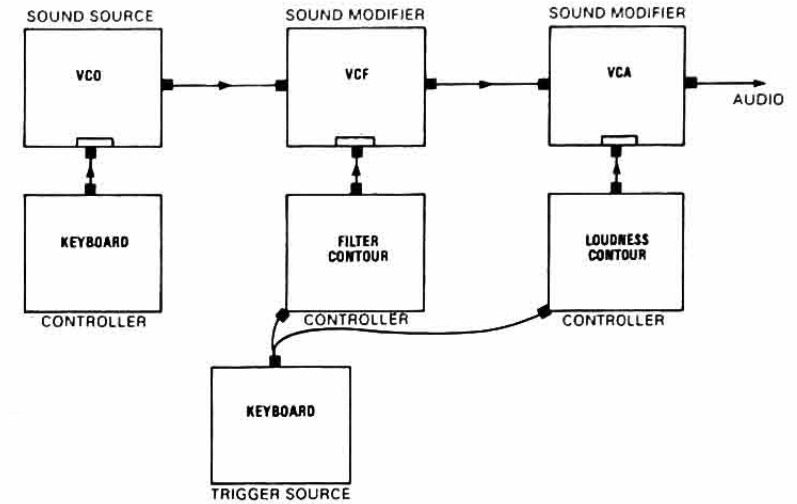 SOUND SOURCE
SOUND MODIFIER
SOUND MODIFIER
VCO
VCF
VCA
AUDIO
KEYBOARD
FILTER
CONTOUR
LOUDNESS
CONTOUR
CONTROLLER
CONTROLLER
CONTROLLER
KEYBOARD
TRIGGER SOURCE